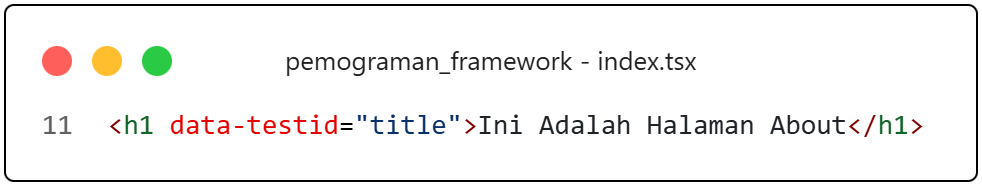 pemograman_framework - index.tsx
11 <h1 data-testid="title">Ini Adalah Halaman About</h1>